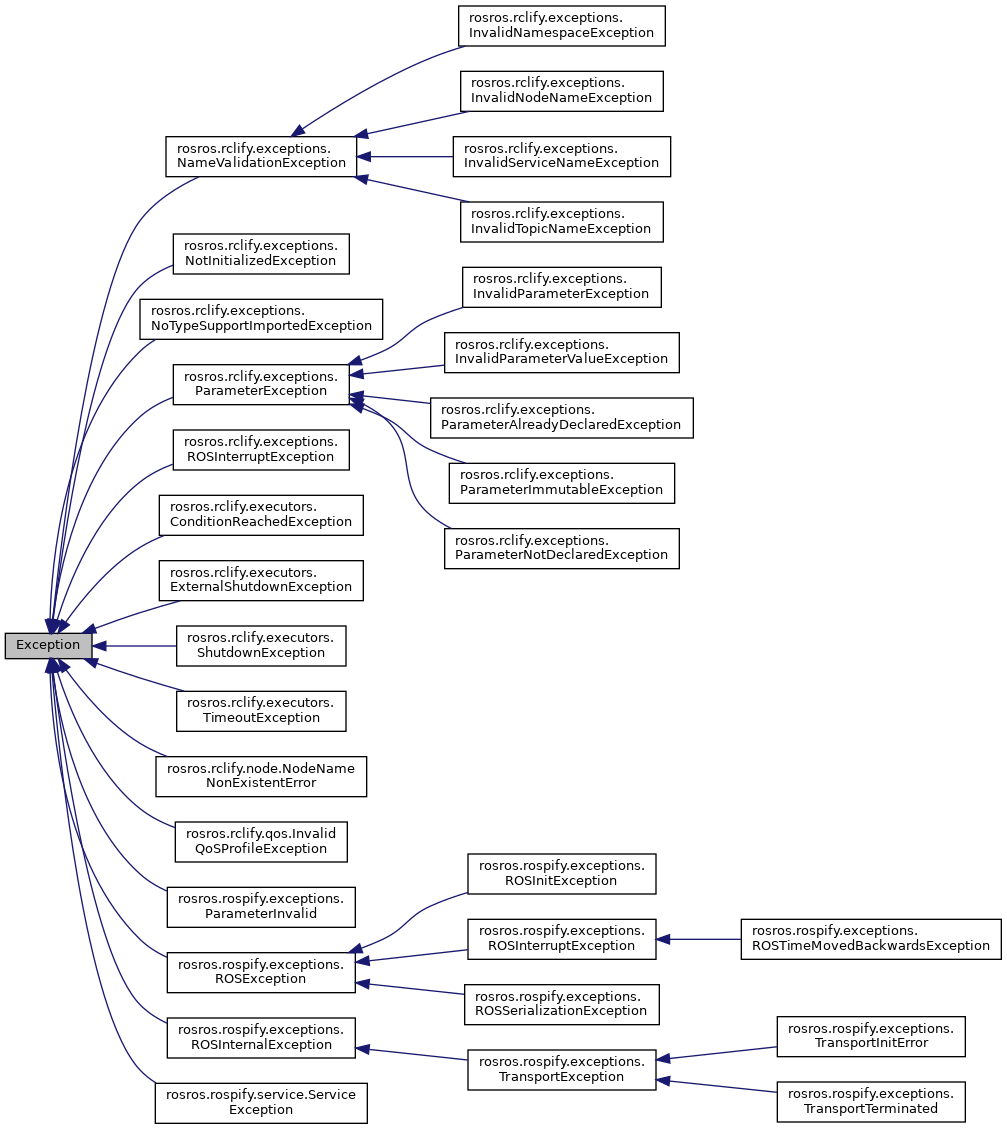 rosros.rclify.exceptions.
InvalidNamespaceException
rosros.rclify.exceptions.
InvalidNodeNameException
rosros.rclify.exceptions.
NameValidationException
rosros.rclify.exceptions.
InvalidServiceNameException
rosros.rclify.exceptions.
InvalidTopicNameException
rosros.rclify.exceptions.
NotInitializedException
rosros.rclify.exceptions.
InvalidParameterException
rosros.rclify.exceptions.
NoTypeSupportImportedException
rosros.rclify.exceptions.
InvalidParameterValueException
rosros.rclify.exceptions.
ParameterException
rosros.rclify.exceptions.
ParameterAlreadyDeclaredException
rosros.rclify.exceptions.
ROSInterruptException
rosros.rclify.exceptions.
ParameterImmutableException
rosros.rclify.executors.
ConditionReachedException
rosros.rclify.exceptions.
ParameterNotDeclaredException
rosros.rclify.executors.
ExternalShutdownException
Exception
rosros.rclify.executors.
ShutdownException
rosros.rclify.executors.
TimeoutException
rosros.rclify.node.NodeName
NonExistentError
rosros.rclify.qos.Invalid
QoSProfileException
rosros.rospify.exceptions.
ROSInitException
rosros.rospify.exceptions.
ParameterInvalid
rosros.rospify.exceptions.
ROSInterruptException
rosros.rospify.exceptions.
ROSTimeMovedBackwardsException
rosros.rospify.exceptions.
ROSException
rosros.rospify.exceptions.
ROSSerializationException
rosros.rospify.exceptions.
ROSInternalException
rosros.rospify.exceptions.
TransportInitError
rosros.rospify.exceptions.
TransportException
rosros.rospify.service.Service
Exception
rosros.rospify.exceptions.
TransportTerminated